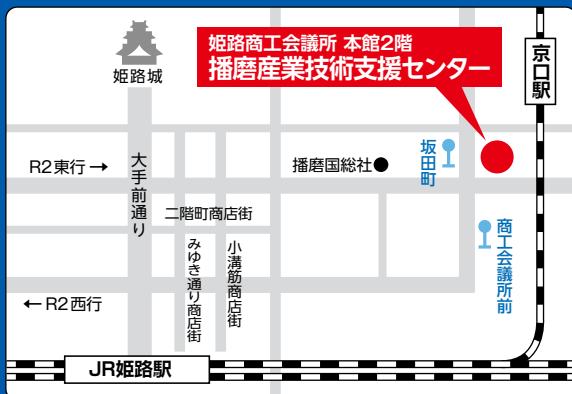 姫路城
姫路商工会議所 本館2階
播磨産業技術支援センター
京口駅
R2東行→
大手前通り
播磨国総社
坂田町
二階町商店街
みゆき通り商店街
小溝筋商店街
商工会議所前
←R2西行
JR姫路駅